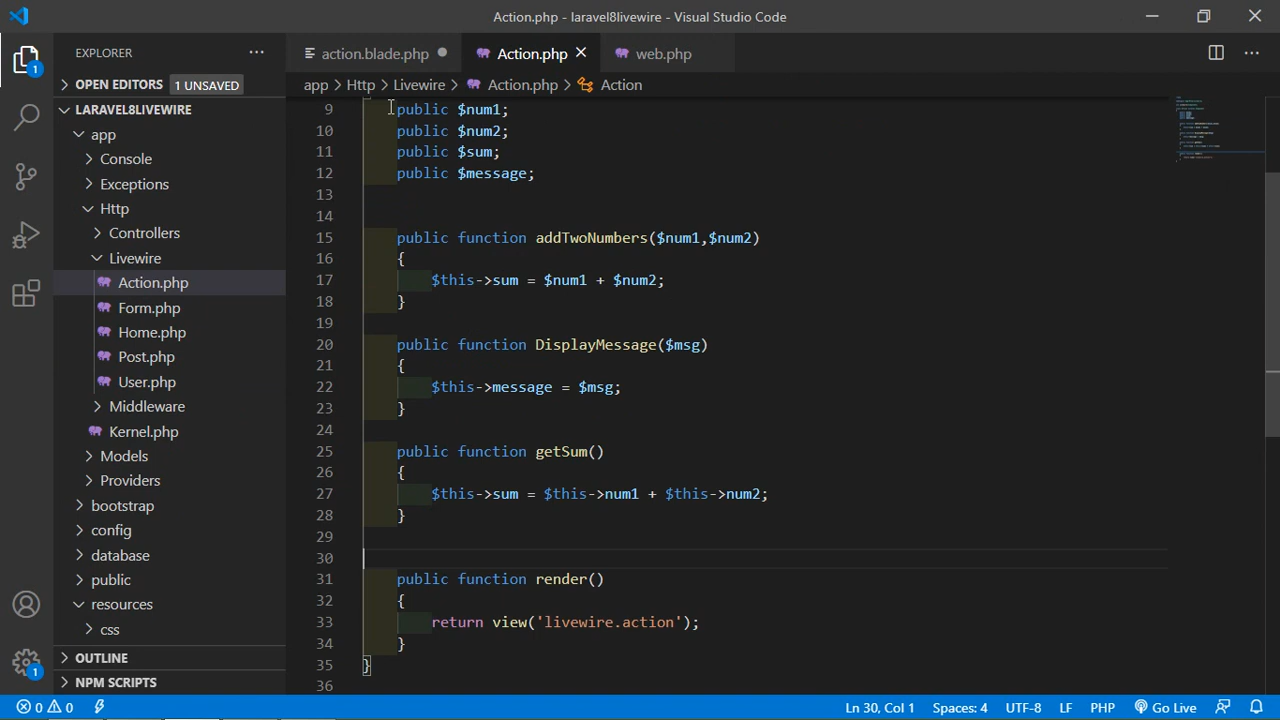 Action.php - laravel8livewire - Visual Studio Code
EXPLORER
action.blade.php
Action.php
web.php
OPEN EDITORS 1 UNSAVED
app Http Livewire Action.php Action
LARAVEL8LIVEWIRE
app
Console
Exceptions
Http
Controllers
Livewire
Action.php
Form.php
Home.php
Post.php
User.php
Middleware
Kernel.php
Models
Providers
bootstrap
config
database
public
resources
css
OUTLINE
NPM SCRIPTS
1
1
9 public $num1;
10 public $num2;
11 public $sum;
12 public $message;
13
14
15 public function addTwoNumbers($num1,$num2)
16 {
17 $this->sum = $num1 + $num2;
18 }
19
20 public function DisplayMessage($msg)
21 {
22 $this->message = $msg;
23 }
24
25 public function getSum()
26 {
27 $this->sum = $this->num1 + $this->num2;
28 }
29
30
31 public function render()
32 {
33 return view('livewire.action');
34 }
35 }
36
0 0 Ln 30, Col 1 Spaces: 4 UTF-8 LF PHP Go Live